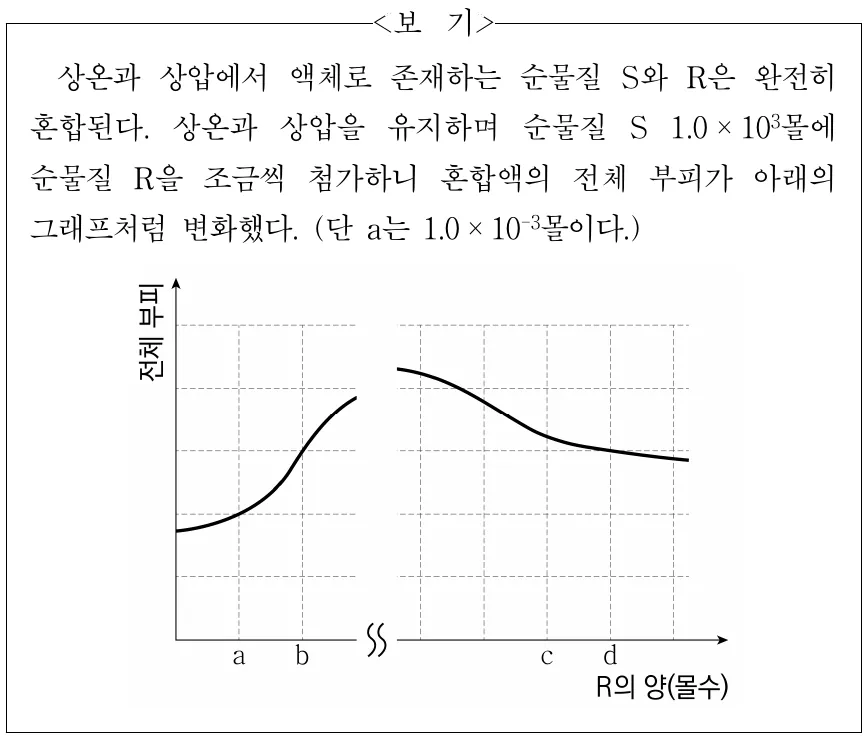 <보 기>
상온과 상압에서 액체로 존재하는 순물질 S와 R은 완전히
혼합된다. 상온과 상압을 유지하며 순물질 S 1.0×10³몰에
순물질 R을 조금씩 첨가하니 혼합액의 전체 부피가 아래의
그래프처럼 변화했다. (단 a는 1.0×10⁻³몰이다.)
전체 부피
a b c d
R의 양(몰수)